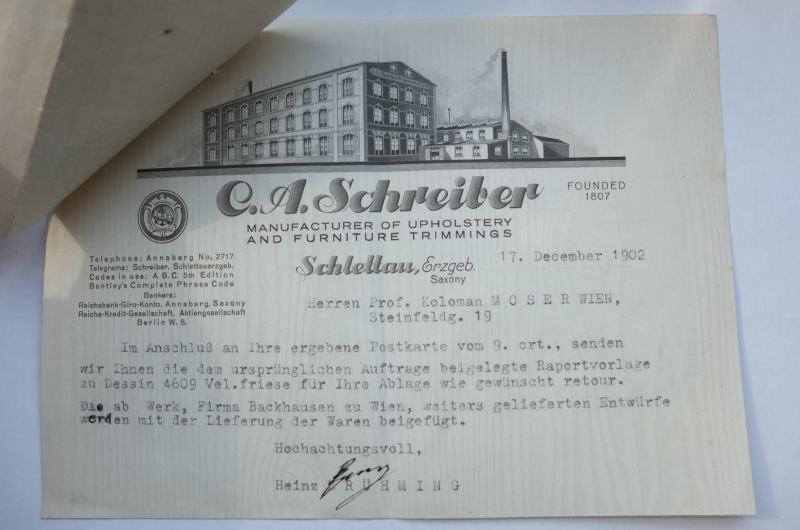 C.A. Schreiber
FOUNDED
1807
MANUFACTURER OF UPHOLSTERY
AND FURNITURE TRIMMINGS
Schlettau, Erzgeb.
Saxony
17. December 1902
Telephone: Annaberg No. 2717
Telegrams: Schreiber, Schlettauerzgeb.
Codes in use: A.B.C. 5th Edition
Bentley's Complete Phrase Code
Bankers:
Reichsbank-Giro-Konto, Annaberg, Saxony
Reichs-Kredit-Gesellschaft, Aktiengesellschaft
Berlin W. 8.
Herren Prof. Koloman M O S E R WIEN,
Steinfeldg. 19
Im Anschluß an Ihre ergebene Postkarte vom 9. crt., senden
wir Ihnen die dem ursprünglichen Auftrage beigelegte Raportvorlage
zu Dessin 4609 Vel.friese für Ihre Ablage wie gewünscht retour.
Die ab Werk, Firma Backhausen zu Wien, weiters gelieferten Entwürfe
werden mit der Lieferung der Waren beigefügt.
Hochachtungsvoll,
Heinz B R Ü H M I N G